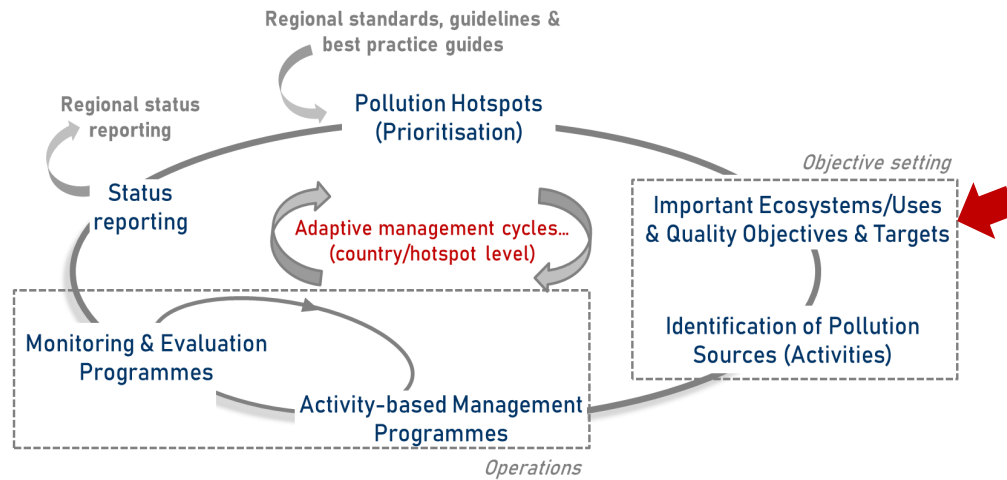 Regional standards, guidelines &
best practice guides
Regional status
reporting
Pollution Hotspots
(Prioritisation)
Objective setting
Status
reporting
Important Ecosystems/Uses
& Quality Objectives & Targets
Adaptive management cycles…
(country/hotspot level)
Identification of Pollution
Sources (Activities)
Monitoring & Evaluation
Programmes
Activity-based Management
Programmes
Operations